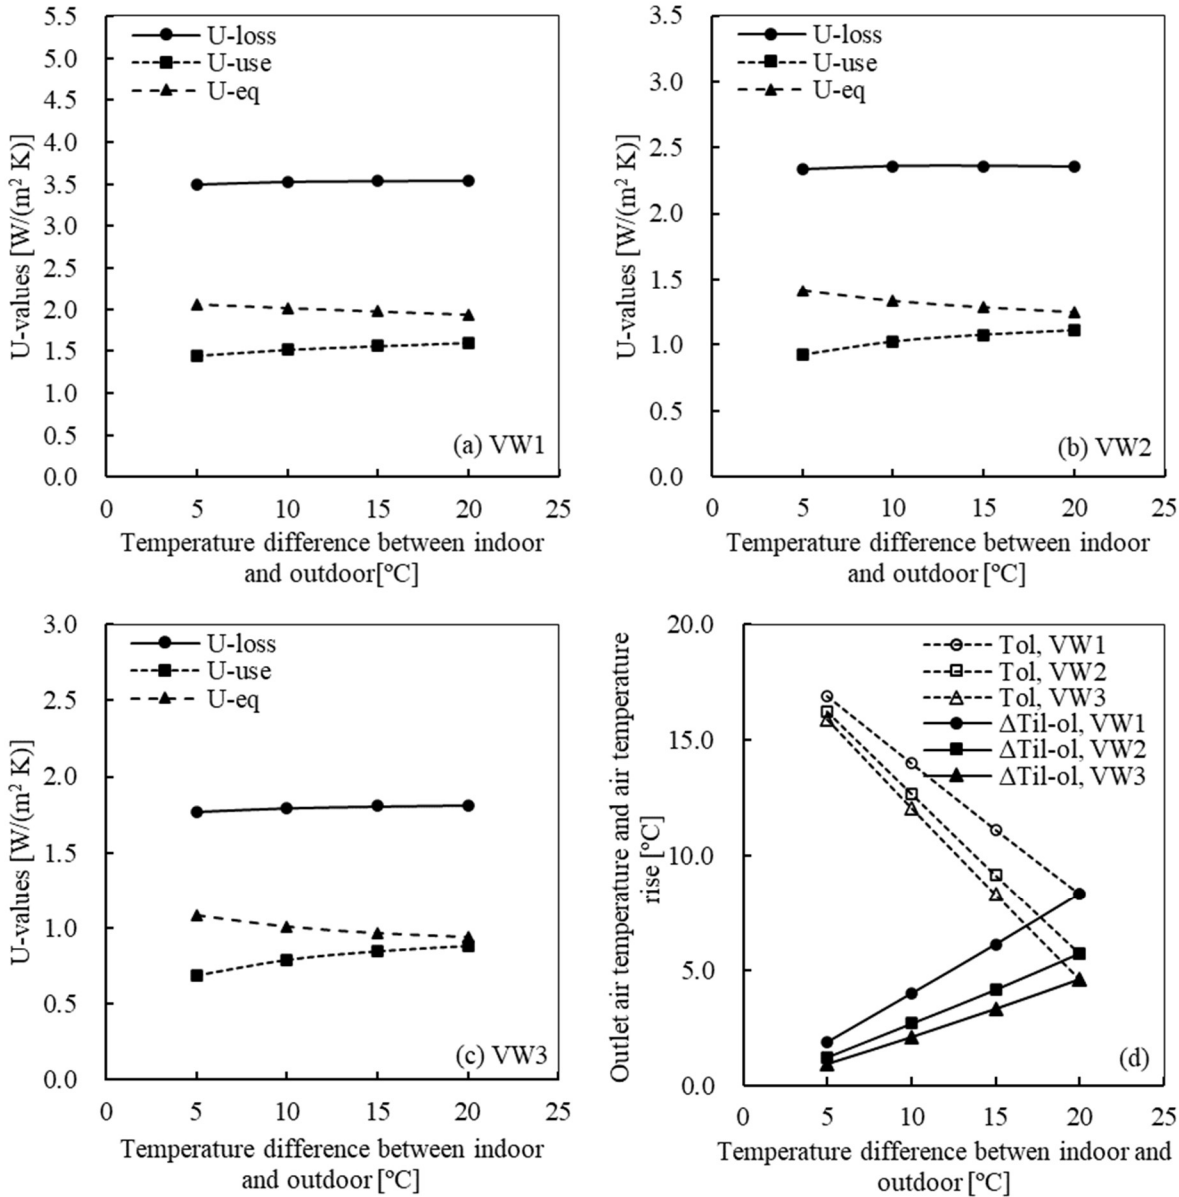 5.5
5.0
4.5
4.0
3.5
3.0
2.5
2.0
1.5
1.0
0.5
0.0
U-values [W/(m² K)]
U-loss
U-use
U-eq
(a) VW1
0 5 10 15 20 25
Temperature difference between indoor
and outdoor[ºC]
3.5
3.0
2.5
2.0
1.5
1.0
0.5
0.0
U-values [W/(m² K)]
U-loss
U-use
U-eq
(b) VW2
0 5 10 15 20 25
Temperature difference between indoor
and outdoor [ºC]
3.0
2.5
2.0
1.5
1.0
0.5
0.0
U-values [W/(m² K)]
U-loss
U-use
U-eq
(c) VW3
0 5 10 15 20 25
Temperature difference between indoor
and outdoor [ºC]
20.0
15.0
10.0
5.0
0.0
Outlet air temperature and air temperature
rise [ºC]
Tol, VW1
Tol, VW2
Tol, VW3
ΔTil-ol, VW1
ΔTil-ol, VW2
ΔTil-ol, VW3
(d)
0 5 10 15 20 25
Temperature difference betwen indoor and
outdoor [ºC]